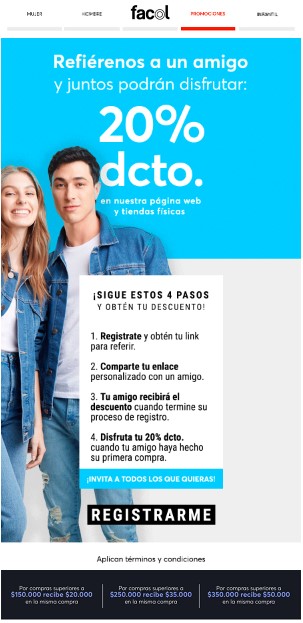 MUJER HOMBRE facol PROMOCIONES INFANTIL
Refiérenos a un amigo
y juntos podrán disfrutar:
20%
dcto.
en nuestra página web
y tiendas físicas
¡SIGUE ESTOS 4 PASOS
Y OBTÉN TU DESCUENTO!
1. Registrate y obtén tu link
para referir.
2. Comparte tu enlace
personalizado con un amigo.
3. Tu amigo recibirá el
descuento cuando termine su
proceso de registro.
4. Disfruta tu 20% dcto.
cuando tu amigo haya hecho
su primera compra.
¡INVITA A TODOS LOS QUE QUIERAS!
REGISTRARME
Aplican términos y condiciones
Por compras superiores a Por compras superiores a Por compras superiores a
$150.000 recibe $20.000 $250.000 recibe $35.000 $350.000 recibe $50.000
en la misma compra en la misma compra en la misma compra